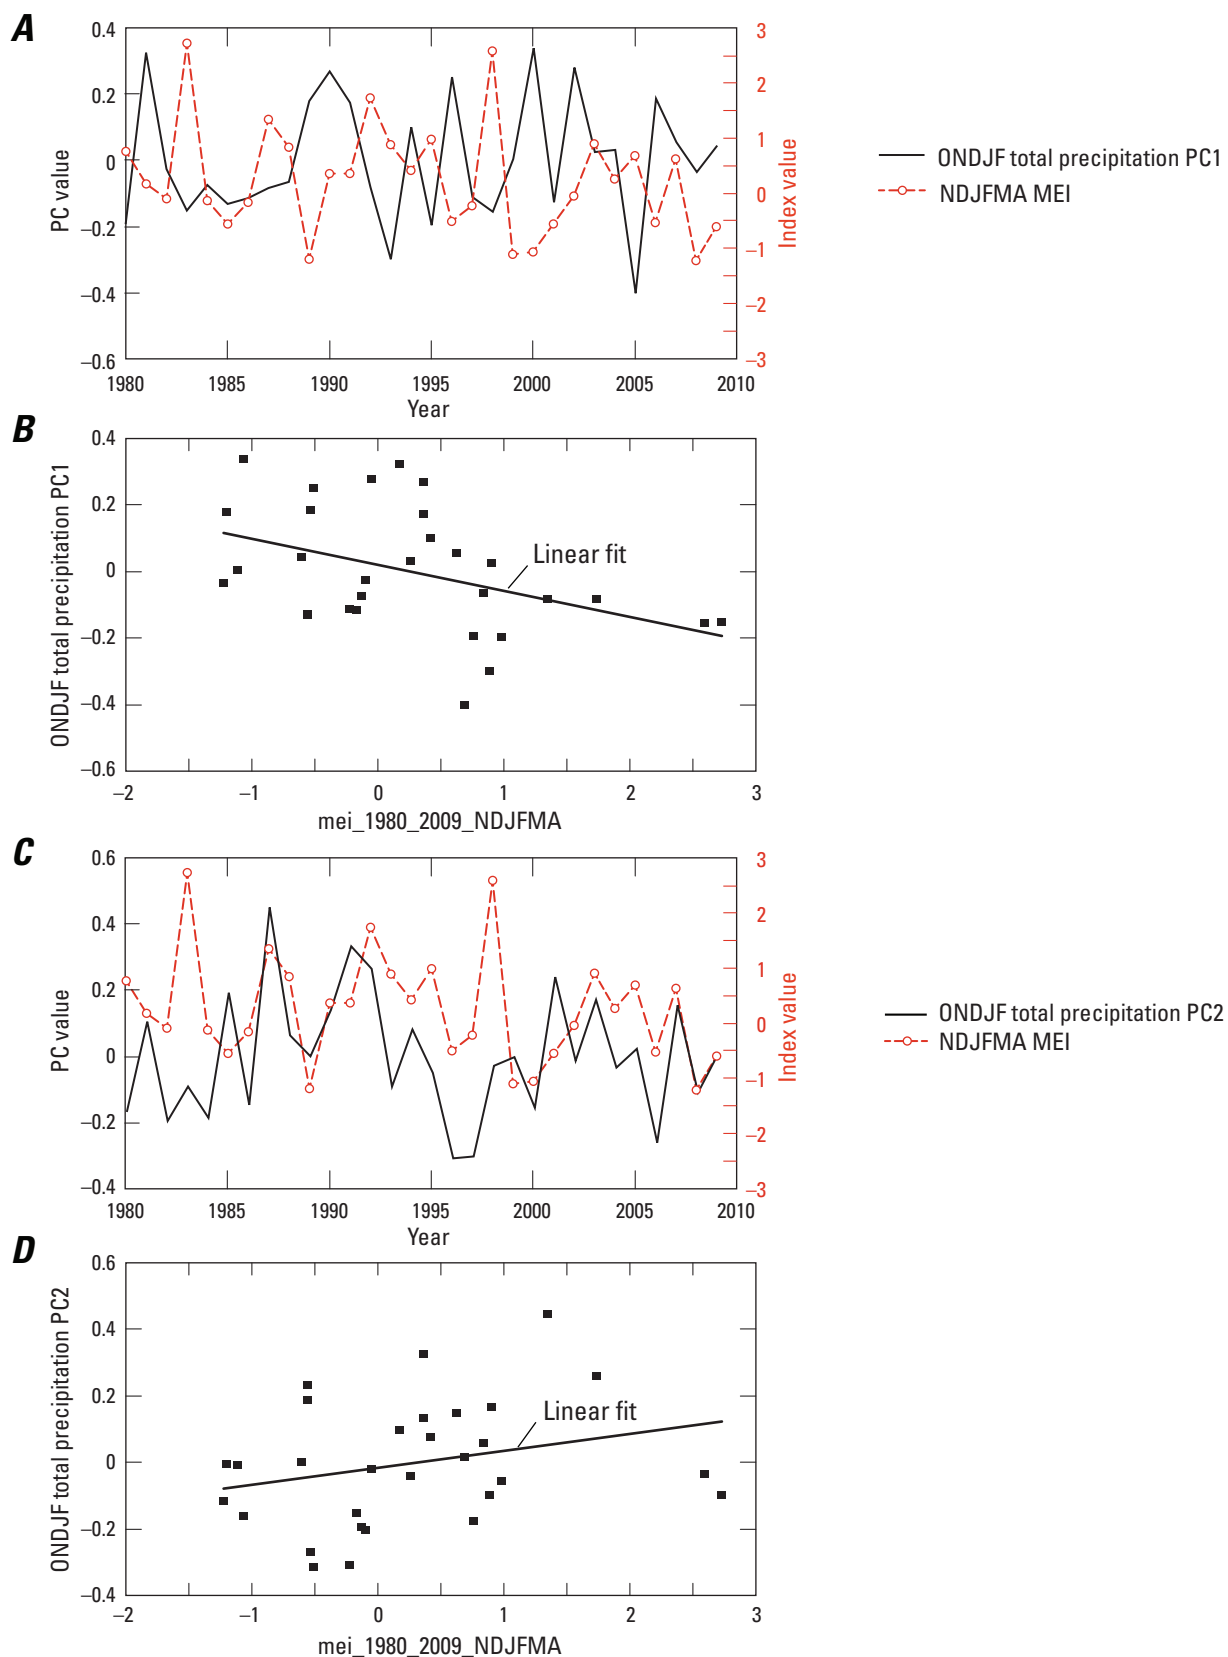 A
0.4
0.2
0
–0.2
–0.4
–0.6
PC value
3
2
1
0
–1
–2
–3
Index value
1980 1985 1990 1995 2000 2005 2010
Year
ONDJF total precipitation PC1
NDJFMA MEI
B
0.4
0.2
0
–0.2
–0.4
–0.6
ONDJF total precipitation PC1
Linear fit
–2 –1 0 1 2 3
mei_1980_2009_NDJFMA
C
0.6
0.4
0.2
0
–0.2
–0.4
PC value
3
2
1
0
–1
–2
–3
Index value
1980 1985 1990 1995 2000 2005 2010
Year
ONDJF total precipitation PC2
NDJFMA MEI
D
0.6
0.4
0.2
0
–0.2
–0.4
ONDJF total precipitation PC2
Linear fit
–2 –1 0 1 2 3
mei_1980_2009_NDJFMA